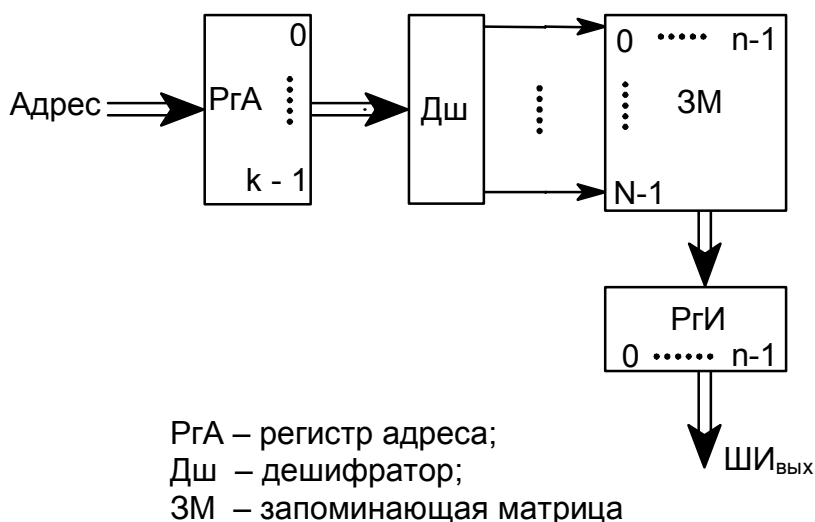 Адрес
РгА
0
k - 1
Дш
0 ····· n-1
ЗМ
N-1
РгИ
0 ······ n-1
ШИвых
РгА – регистр адреса;
Дш – дешифратор;
ЗМ – запоминающая матрица